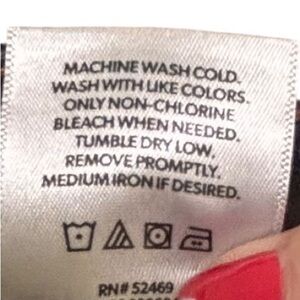 MACHINE WASH COLD.
WASH WITH LIKE COLORS.
ONLY NON-CHLORINE
BLEACH WHEN NEEDED.
TUMBLE DRY LOW,
REMOVE PROMPTLY.
MEDIUM IRON IF DESIRED.
RN# 52469